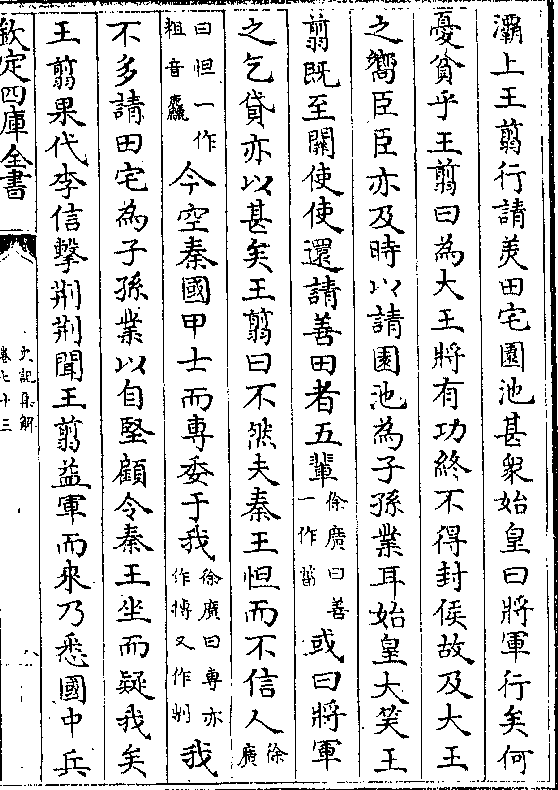 灞上王翦行請美田宅園池甚衆始皇曰將軍行矣何
憂貧乎王翦曰為大王將有功終不得封侯故及大王
之嚮臣臣亦及時以請園池為子孫業耳始皇大笑王
翦既至關使使還請善田者五輩徐廣曰善一作菑或曰將軍
之乞貸亦以甚矣王翦曰不然夫秦王怚而不信人徐廣
曰怚一作粗音麤今空秦國甲士而專委于我徐廣曰專亦作摶又作剸我
不多請田宅為子孫業以自堅顧令秦王坐而疑我矣
王翦果代李信擊荆荆聞王翦益軍而來乃悉國中兵
欽定四庫全書
史記集解
卷七十三
八